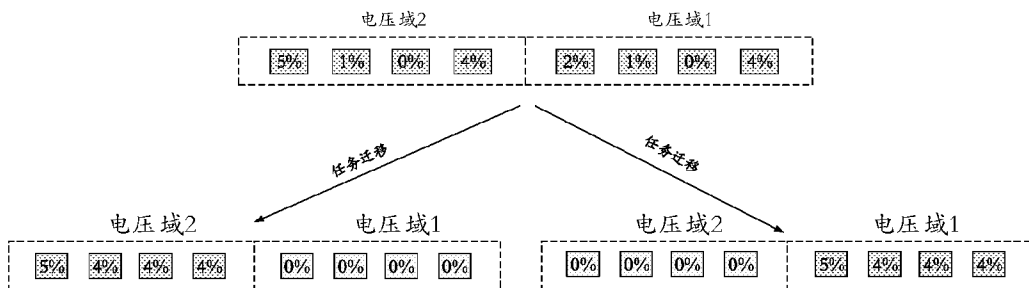 电压域2 电压域1
5% 1% 0% 4% 2% 1% 0% 4%
任务迁移 任务迁移
电压域2 电压域1 电压域2 电压域1
5% 4% 4% 4% 0% 0% 0% 0% 0% 0% 0% 0% 5% 4% 4% 4%